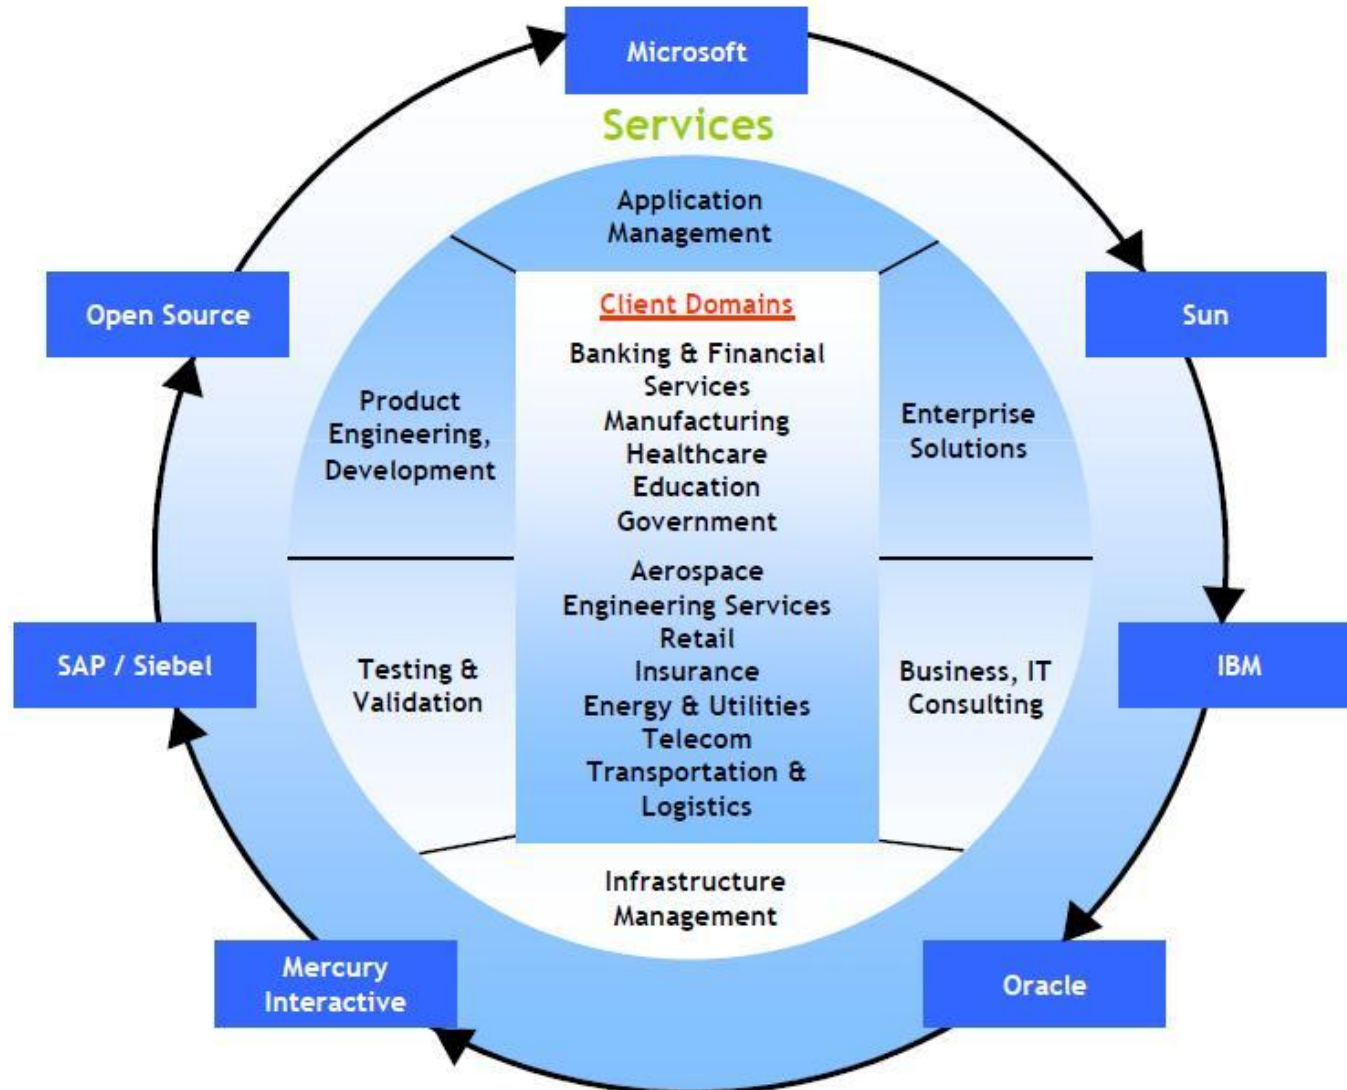 Microsoft
Services
Application
Management
Open Source
Sun
Client Domains
Banking & Financial
Services
Manufacturing
Healthcare
Education
Government
Aerospace
Engineering Services
Retail
Insurance
Energy & Utilities
Telecom
Transportation &
Logistics
Product
Engineering,
Development
Enterprise
Solutions
SAP / Siebel
Testing &
Validation
Business, IT
Consulting
IBM
Infrastructure
Management
Mercury
Interactive
Oracle